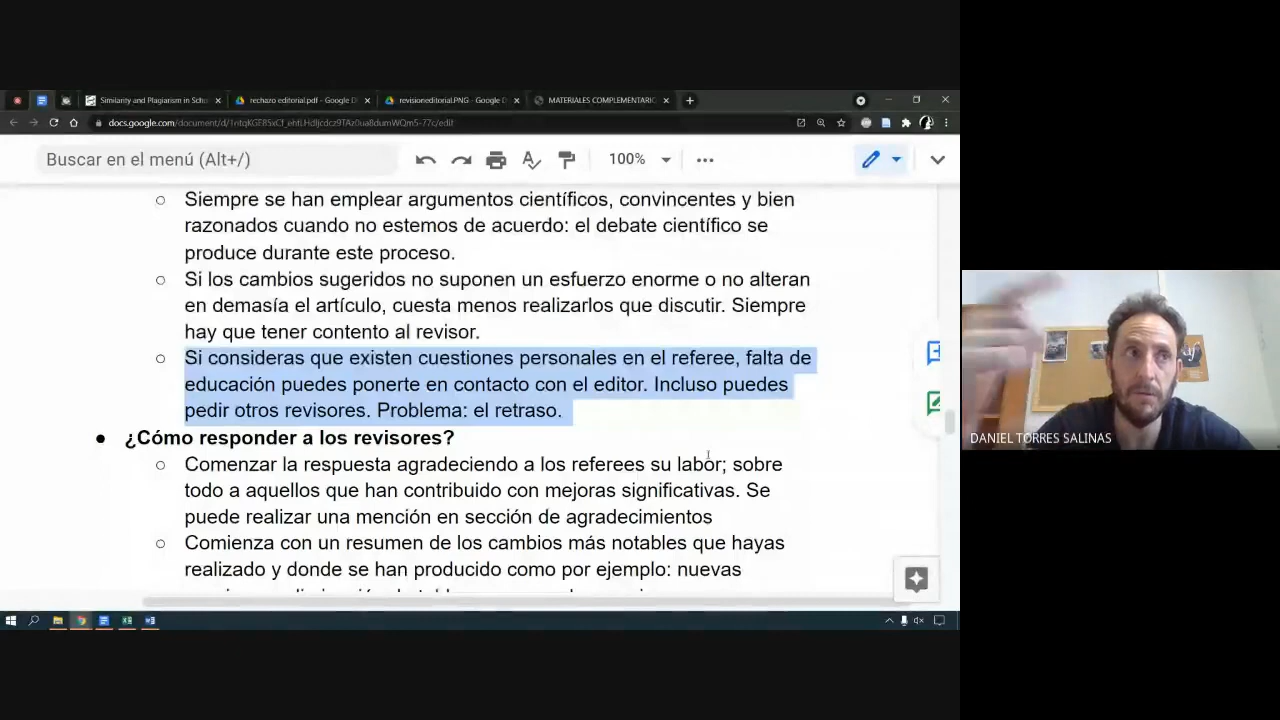 Similarity and Plagiarism in Scho
rechazo editorial.pdf - Google D
revisioneditorial.PNG - Google D
MATERIALES COMPLEMENTARIO
Buscar en el menú (Alt+/)
100%
Siempre se han emplear argumentos científicos, convincentes y bien
razonados cuando no estemos de acuerdo: el debate científico se
produce durante este proceso.
Si los cambios sugeridos no suponen un esfuerzo enorme o no alteran
en demasía el artículo, cuesta menos realizarlos que discutir. Siempre
hay que tener contento al revisor.
Si consideras que existen cuestiones personales en el referee, falta de
educación puedes ponerte en contacto con el editor. Incluso puedes
pedir otros revisores. Problema: el retraso.
¿Cómo responder a los revisores?
Comenzar la respuesta agradeciendo a los referees su labor; sobre
todo a aquellos que han contribuido con mejoras significativas. Se
puede realizar una mención en sección de agradecimientos
Comienza con un resumen de los cambios más notables que hayas
realizado y donde se han producido como por ejemplo: nuevas
DANIEL TORRES SALINAS